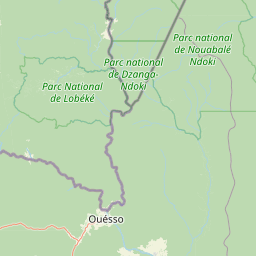 Parc national
de Nouabalé
Ndoki
Parc national
de Dzanga-
Ndoki
Parc National
de Lobéké
Ouésso